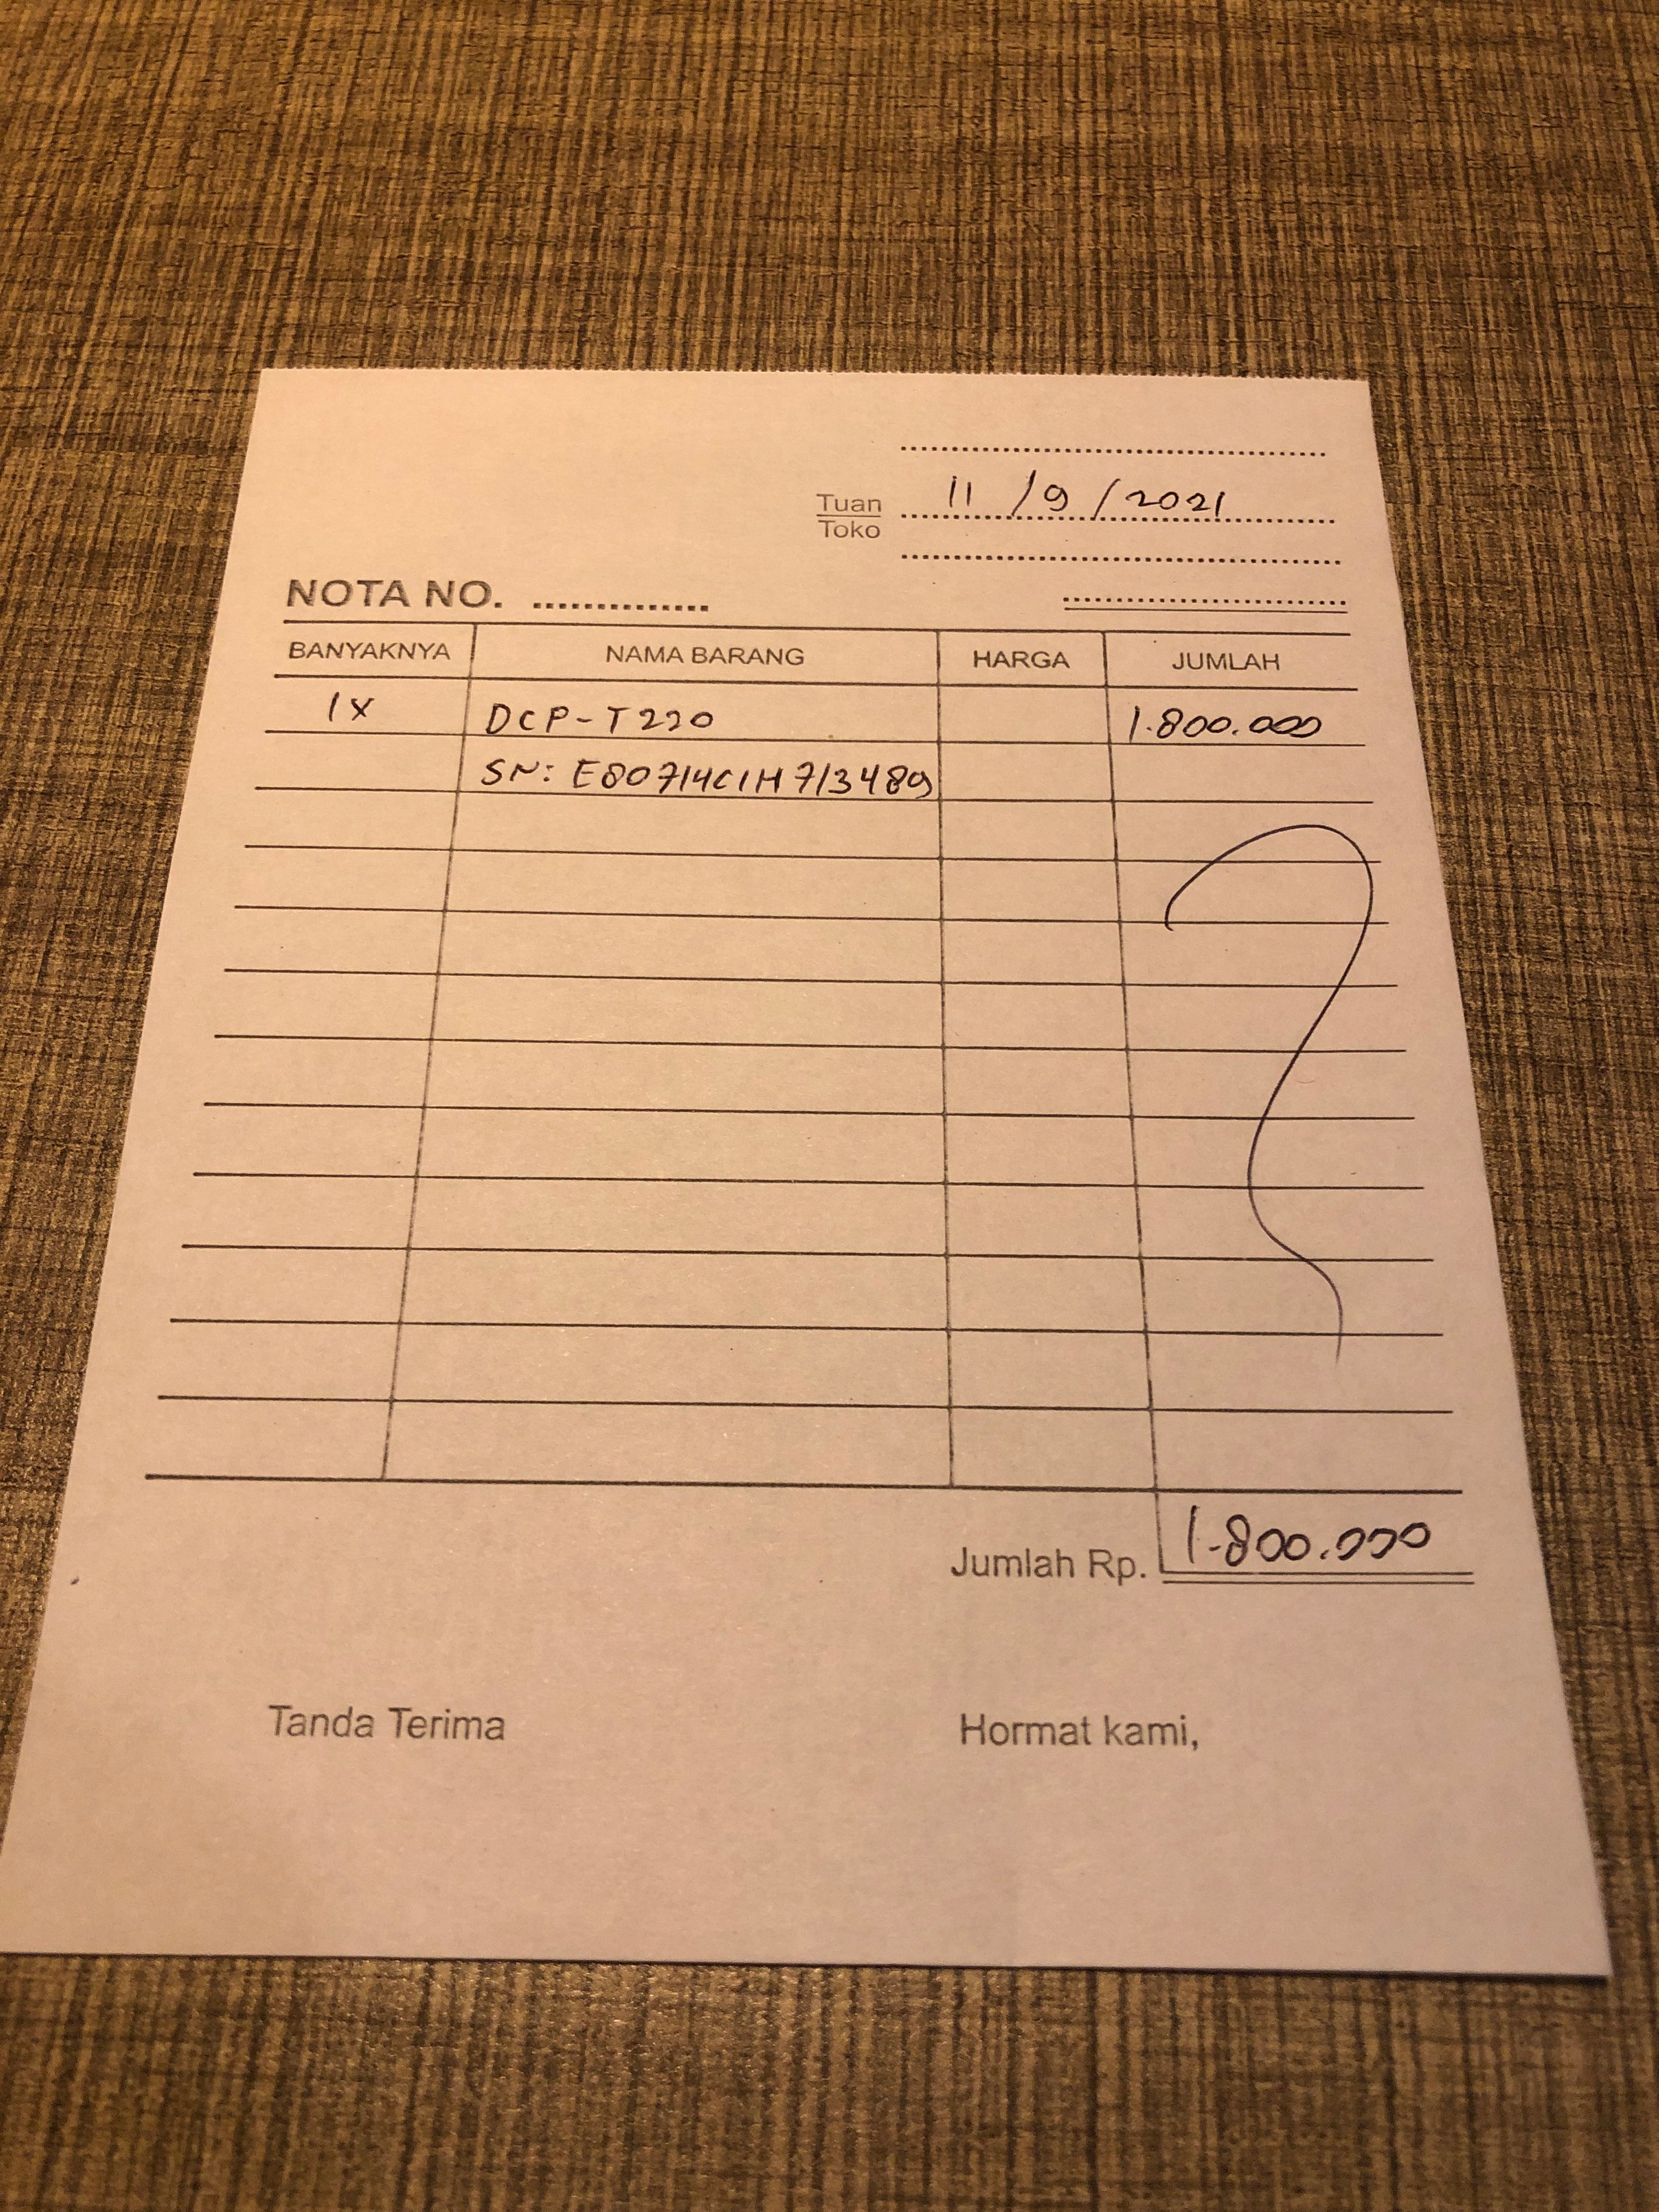 Tuan 11/9/2021
Toko
NOTA NO.
BANYAKNYA NAMA BARANG HARGA JUMLAH
1X DCP-T220 1.800.000
SN: E80714C1H713489
Jumlah Rp. 1.800.000
Tanda Terima Hormat kami,